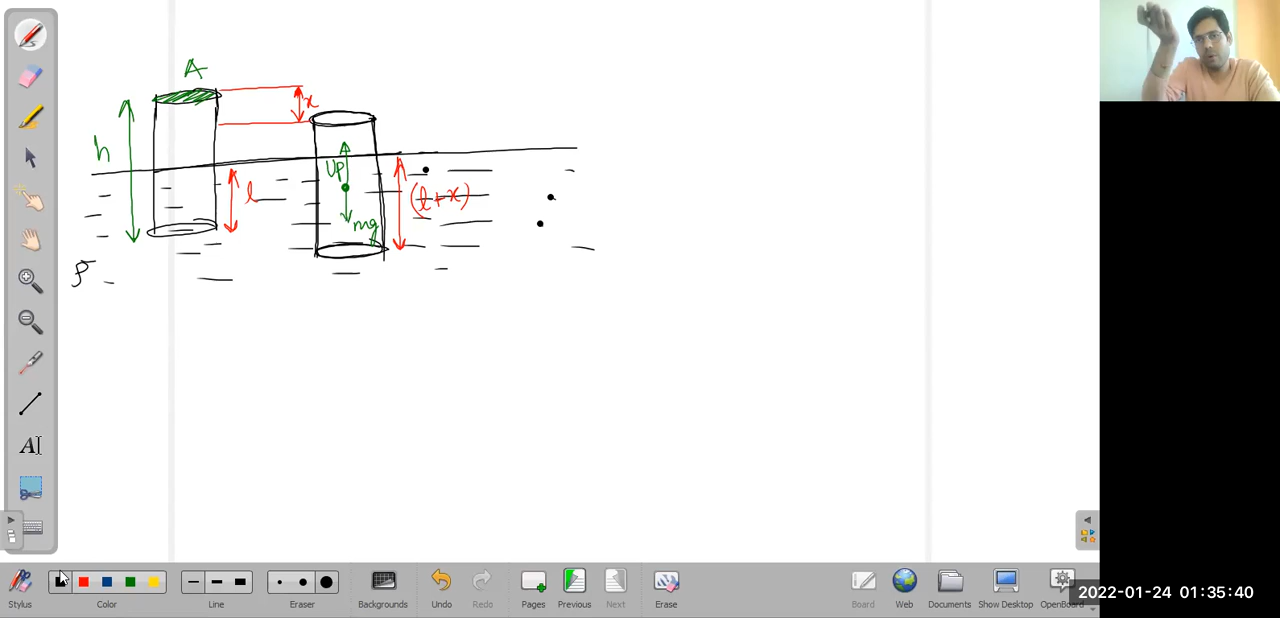 A
x
h
UP
l
(l+x)
mg
ρ
A
Stylus
Color
Line
Eraser
Backgrounds
Undo
Redo
Pages
Previous
Next
Erase
Board
Web
Documents
Show Desktop
OpenBoard
2022-01-24 01:35:40